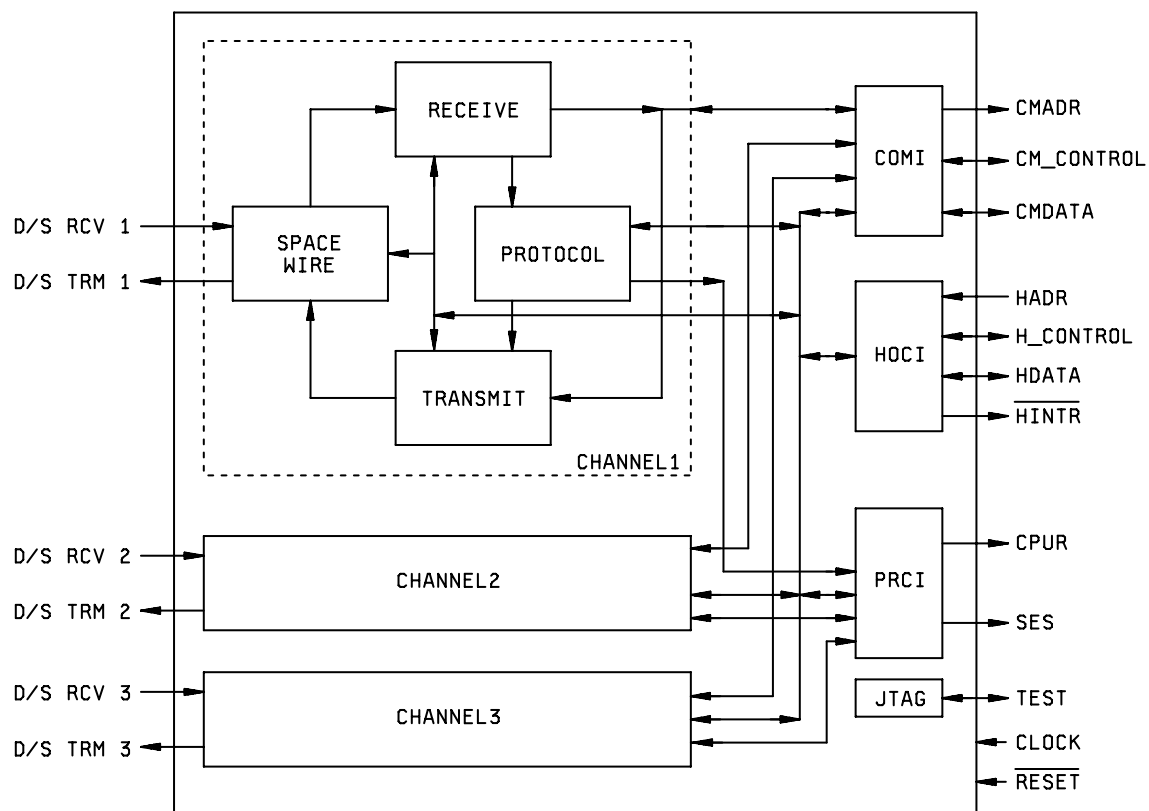 RECEIVE
CMADR
COMI
CM_CONTROL
D/S RCV 1
SPACE
WIRE
PROTOCOL
CMDATA
D/S TRM 1
HADR
HOCI
H_CONTROL
HDATA
TRANSMIT
HINTR
CHANNEL1
D/S RCV 2
CHANNEL2
CPUR
PRCI
D/S TRM 2
SES
D/S RCV 3
CHANNEL3
JTAG
TEST
D/S TRM 3
CLOCK
RESET